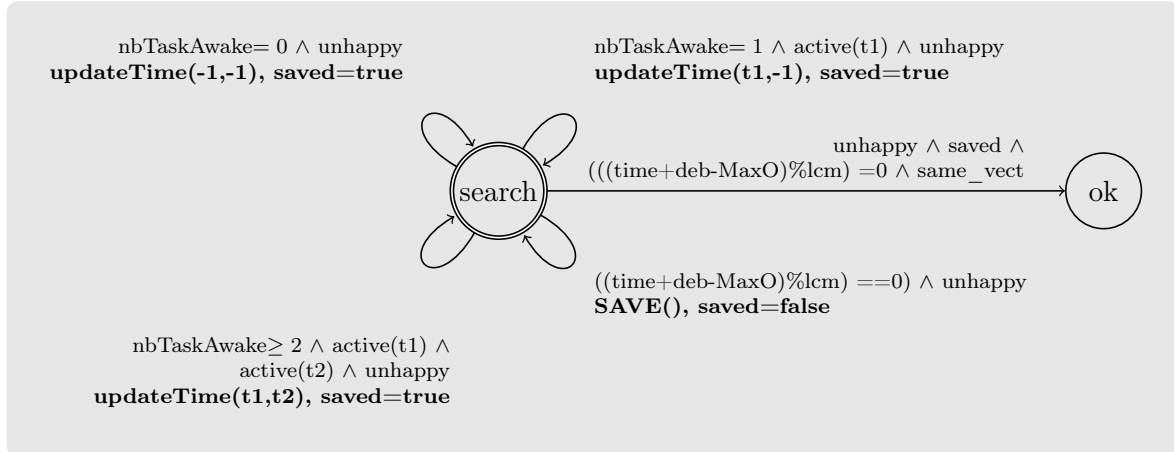 nbTaskAwake= 0 ∧ unhappy
updateTime(-1,-1), saved=true
nbTaskAwake= 1 ∧ active(t1) ∧ unhappy
updateTime(t1,-1), saved=true
unhappy ∧ saved ∧
(((time+deb-MaxO)%lcm) =0 ∧ same_vect
search
ok
((time+deb-MaxO)%lcm) ==0) ∧ unhappy
SAVE(), saved=false
nbTaskAwake≥ 2 ∧ active(t1) ∧
active(t2) ∧ unhappy
updateTime(t1,t2), saved=true